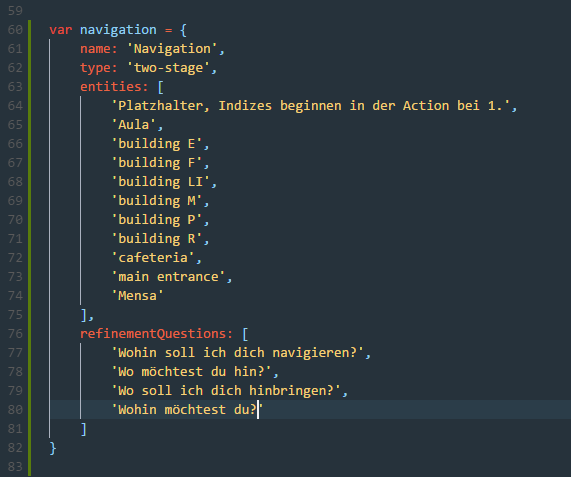 59
60 var navigation = {
61 name: 'Navigation',
62 type: 'two-stage',
63 entities: [
64 'Platzhalter, Indizes beginnen in der Action bei 1.',
65 'Aula',
66 'building E',
67 'building F',
68 'building LI',
69 'building M',
70 'building P',
71 'building R',
72 'cafeteria',
73 'main entrance',
74 'Mensa'
75 ],
76 refinementQuestions: [
77 'Wohin soll ich dich navigieren?',
78 'Wo möchtest du hin?',
79 'Wo soll ich dich hinbringen?',
80 'Wohin möchtest du?'
81 ]
82 }
83